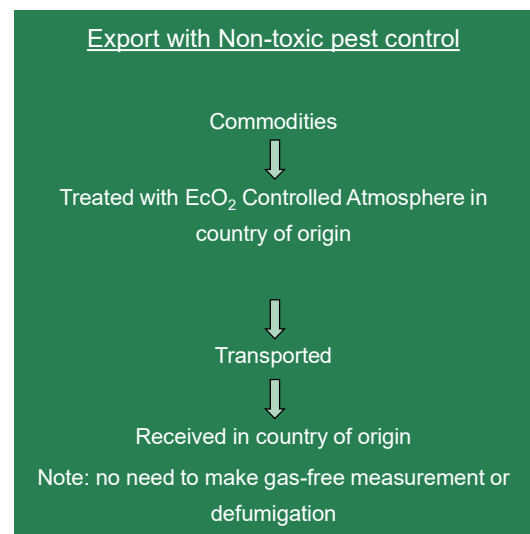 Export with Non-toxic pest control
Commodities
Treated with EcO₂ Controlled Atmosphere in
country of origin
Transported
Received in country of origin
Note: no need to make gas-free measurement or
defumigation